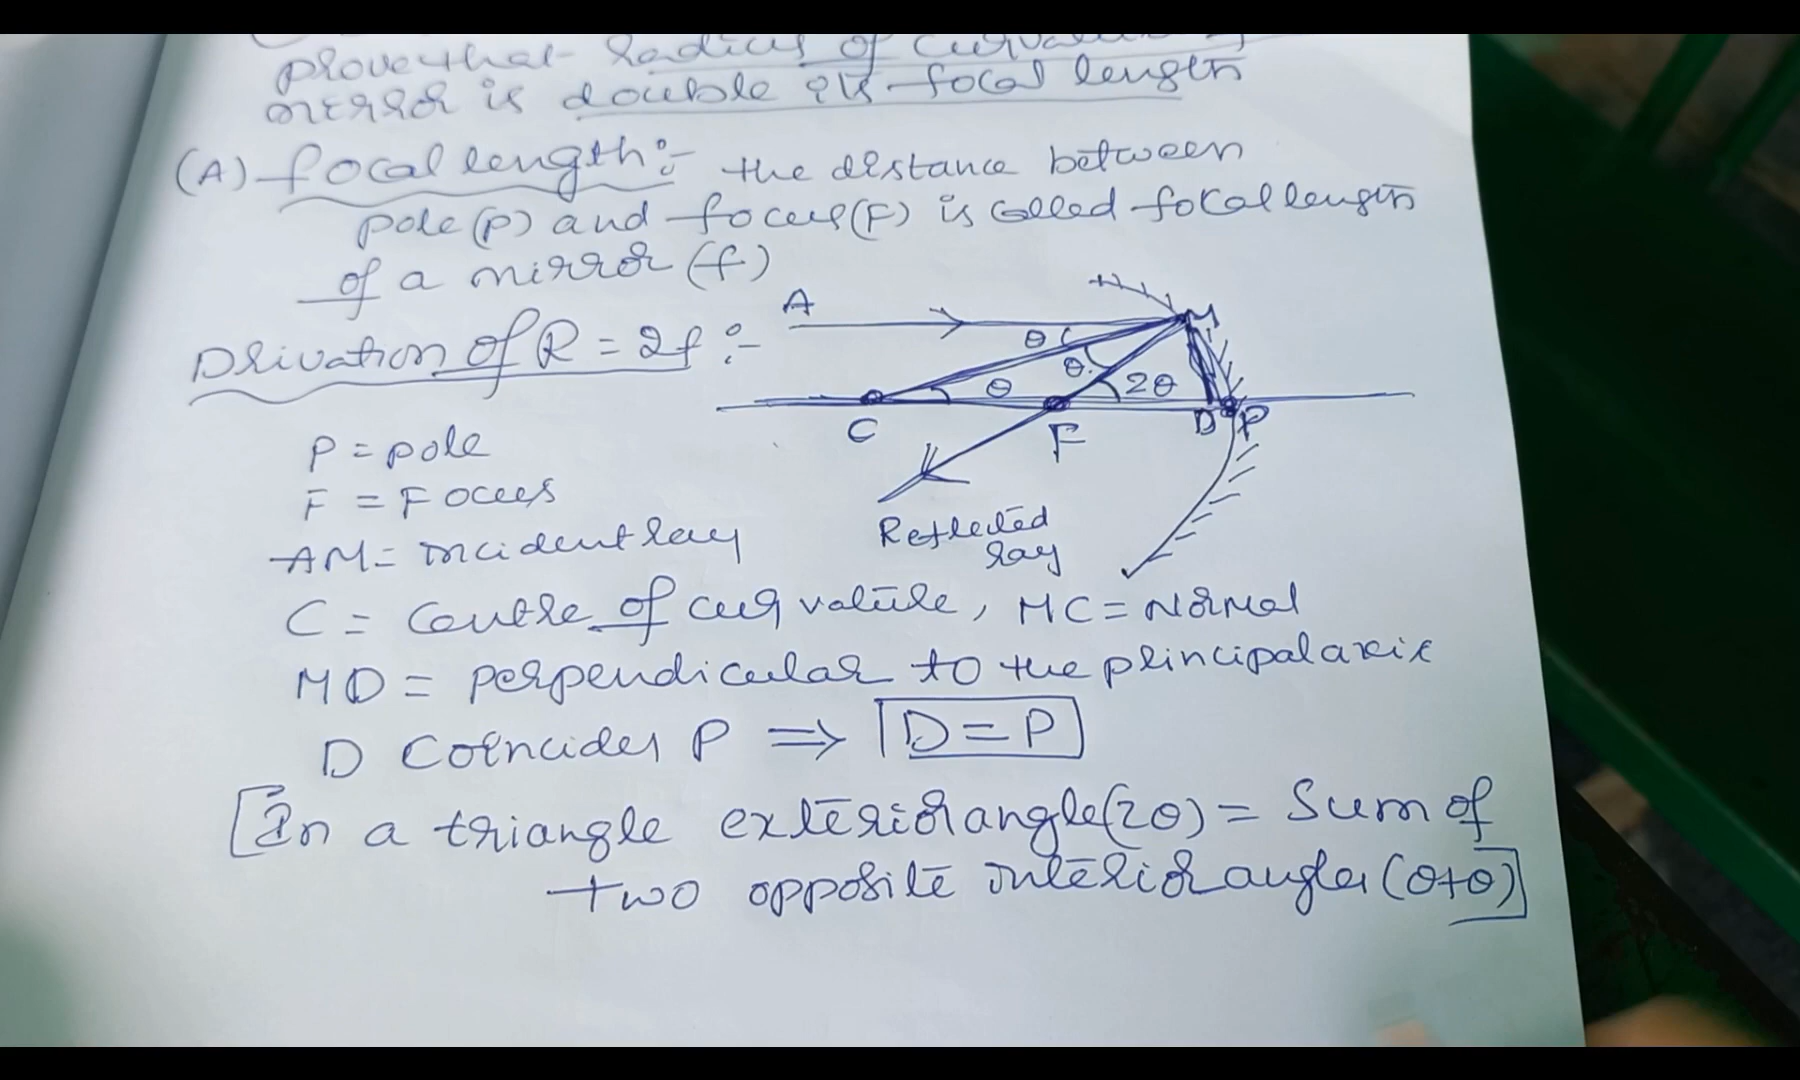 prove that radius of curvature of
mirror is double its focal length
(A) focal length :- the distance between
pole(P) and focus(F) is called focal length
of a mirror (f)
Drivation of R = 2f :-
A
M
θ
θ
θ
2θ
C
F
D
P
Reflected
ray
P = pole
F = Focus
AM = incident ray
C = Centre of curvature, MC = Normal
MD = perpendicular to the principal axis
D Coincides P ⇒ D = P
[In a triangle exterior angle(2θ) = Sum of
two opposite interior angles (θ+θ)]